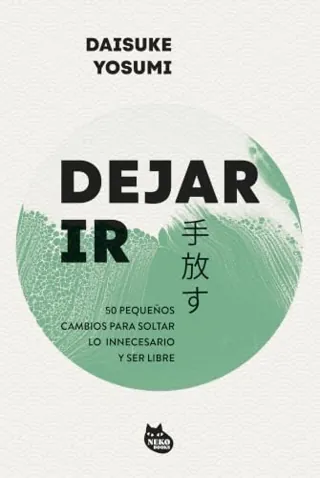 DAISUKE
YOSUMI
DEJAR
IR
手放す
50 PEQUEÑOS
CAMBIOS PARA SOLTAR
LO INNECESARIO
Y SER LIBRE
NEKO
BOOKS